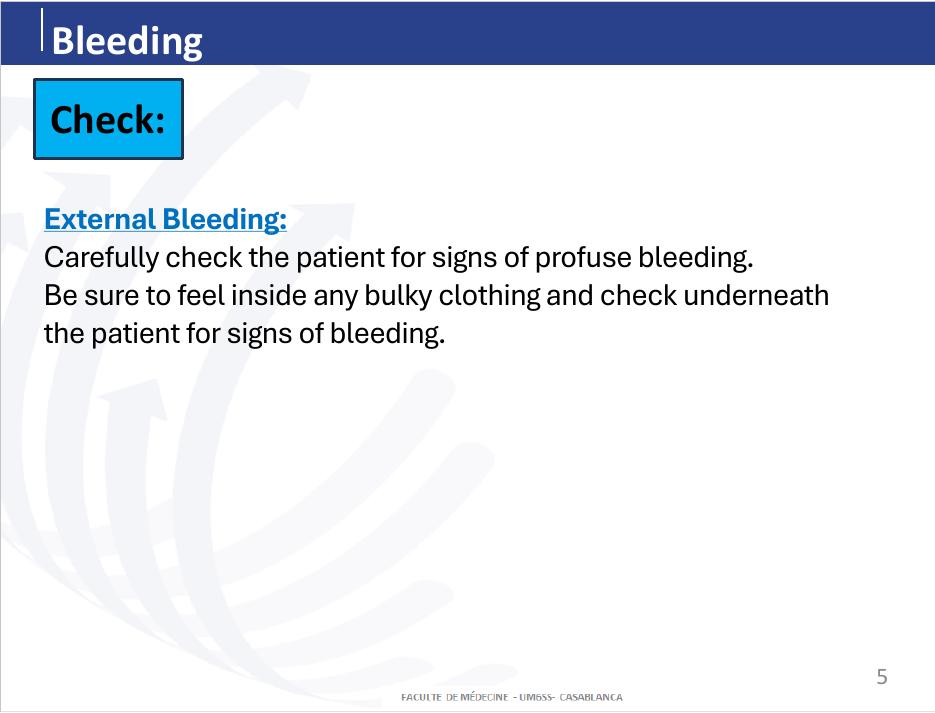 Bleeding
Check:
External Bleeding:
Carefully check the patient for signs of profuse bleeding.
Be sure to feel inside any bulky clothing and check underneath
the patient for signs of bleeding.
5
FACULTE DE MÉDECINE - UM6SS- CASABLANCA